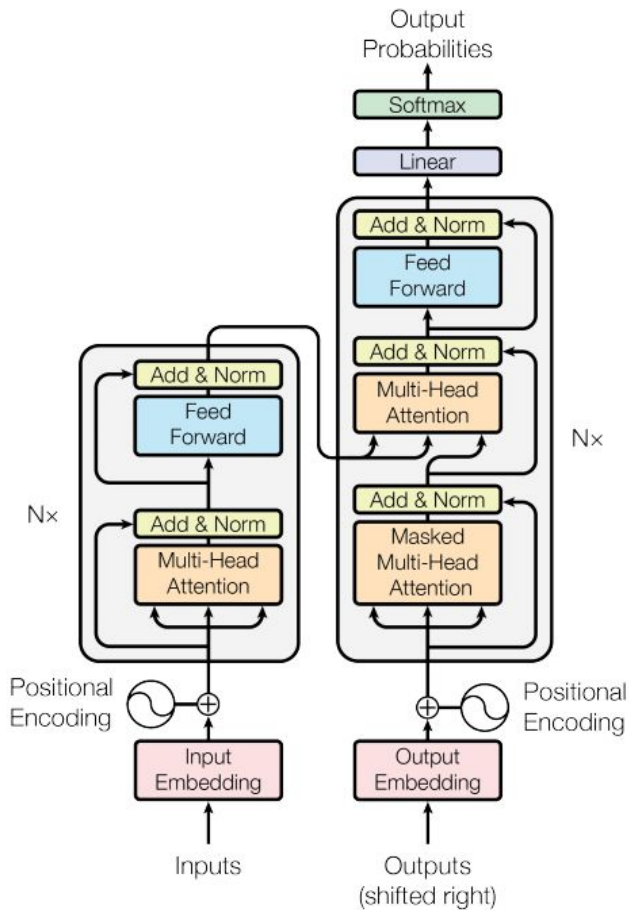 Output
Probabilities
Softmax
Linear
Add & Norm
Feed
Forward
Add & Norm
Multi-Head
Attention
N×
Add & Norm
Masked
Multi-Head
Attention
Add & Norm
Feed
Forward
N×
Add & Norm
Multi-Head
Attention
Positional
Encoding
Positional
Encoding
Input
Embedding
Output
Embedding
Inputs
Outputs
(shifted right)